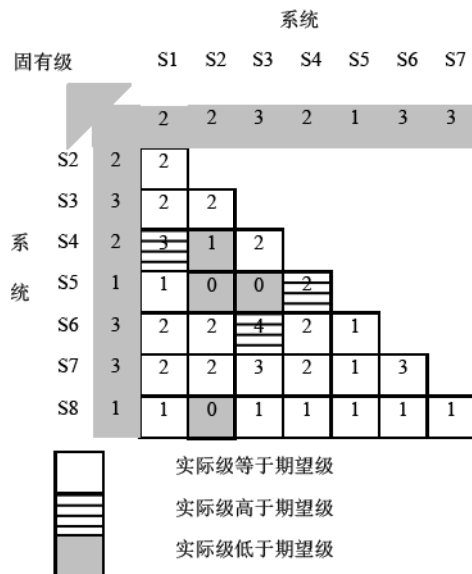 系统
固有级 S1 S2 S3 S4 S5 S6 S7
2 2 3 2 1 3 3
S2 2 2
S3 3 2 2
系 S4 2 3 1 2
统 S5 1 1 0 0 2
S6 3 2 2 4 2 1
S7 3 2 2 3 2 1 3
S8 1 1 0 1 1 1 1 1
实际级等于期望级
实际级高于期望级
实际级低于期望级